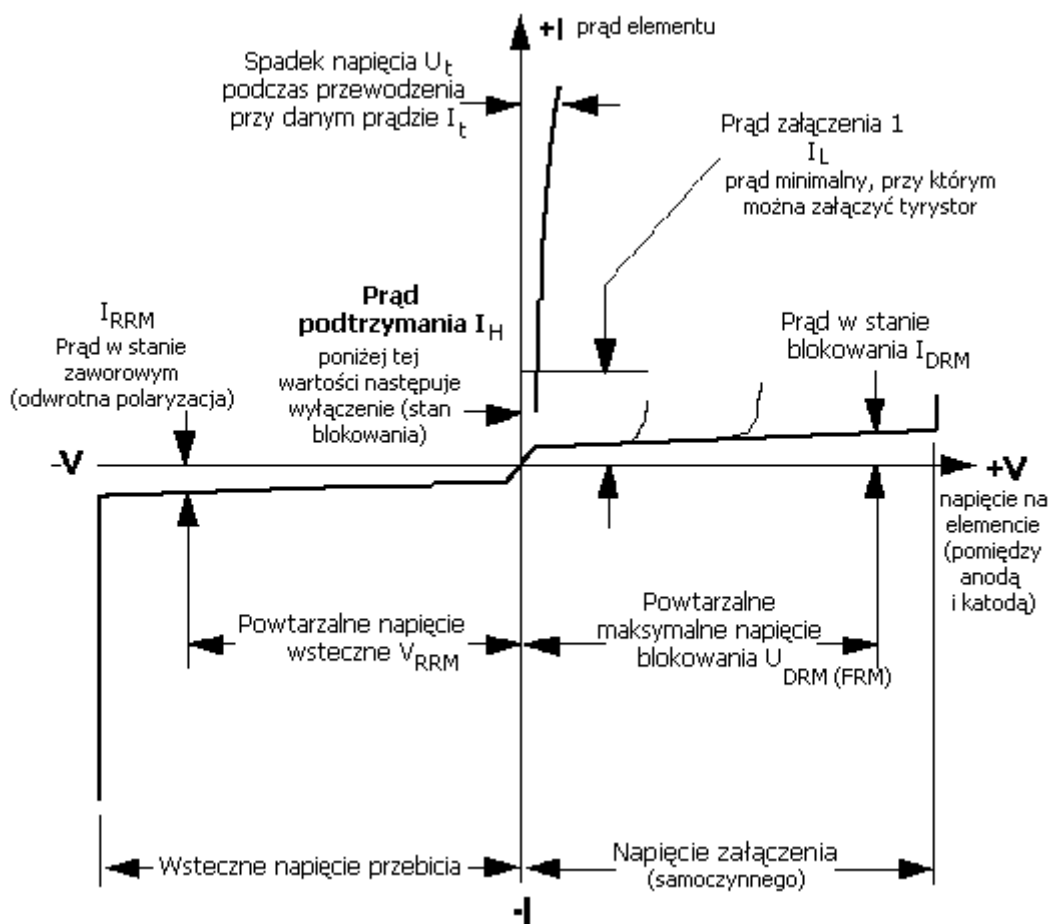 +I prąd elementu
Spadek napięcia Ut
podczas przewodzenia
przy danym prądzie It
Prąd załączenia 1
IL
prąd minimalny, przy którym
można załączyć tyrystor
Prąd
podtrzymania IH
poniżej tej
wartości następuje
wyłączenie (stan
blokowania)
IRRM
Prąd w stanie
zaworowym
(odwrotna polaryzacja)
Prąd w stanie
blokowania IDRM
-V
+V
napięcie na
elemencie
(pomiędzy
anodą
i katodą)
Powtarzalne napięcie
wsteczne VRRM
Powtarzalne
maksymalne napięcie
blokowania UDRM (FRM)
Wsteczne napięcie przebicia
Napięcie załączenia
(samoczynnego)
-I